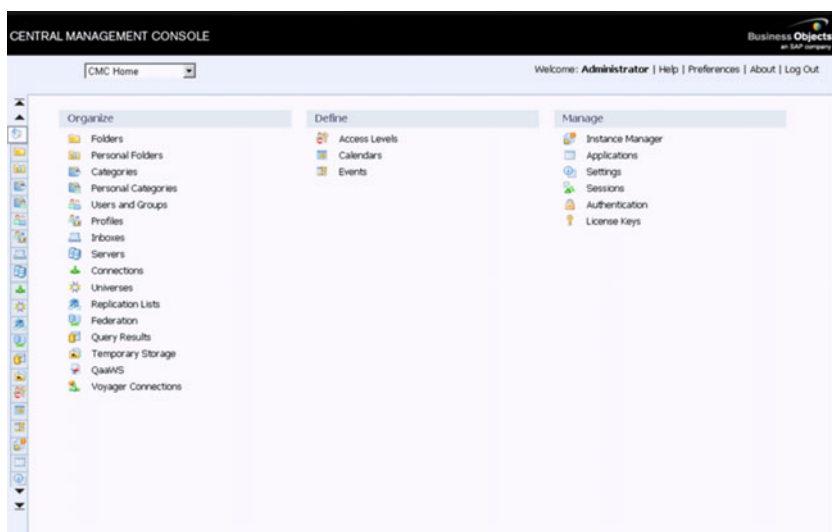 CENTRAL MANAGEMENT CONSOLE
Business Objects
an SAP company
CMC Home
Welcome: Administrator | Help | Preferences | About | Log Out
Organize
Folders
Personal Folders
Categories
Personal Categories
Users and Groups
Profiles
Inboxes
Servers
Connections
Universes
Replication Lists
Federation
Query Results
Temporary Storage
QaaWS
Voyager Connections
Define
Access Levels
Calendars
Events
Manage
Instance Manager
Applications
Settings
Sessions
Authentication
License Keys